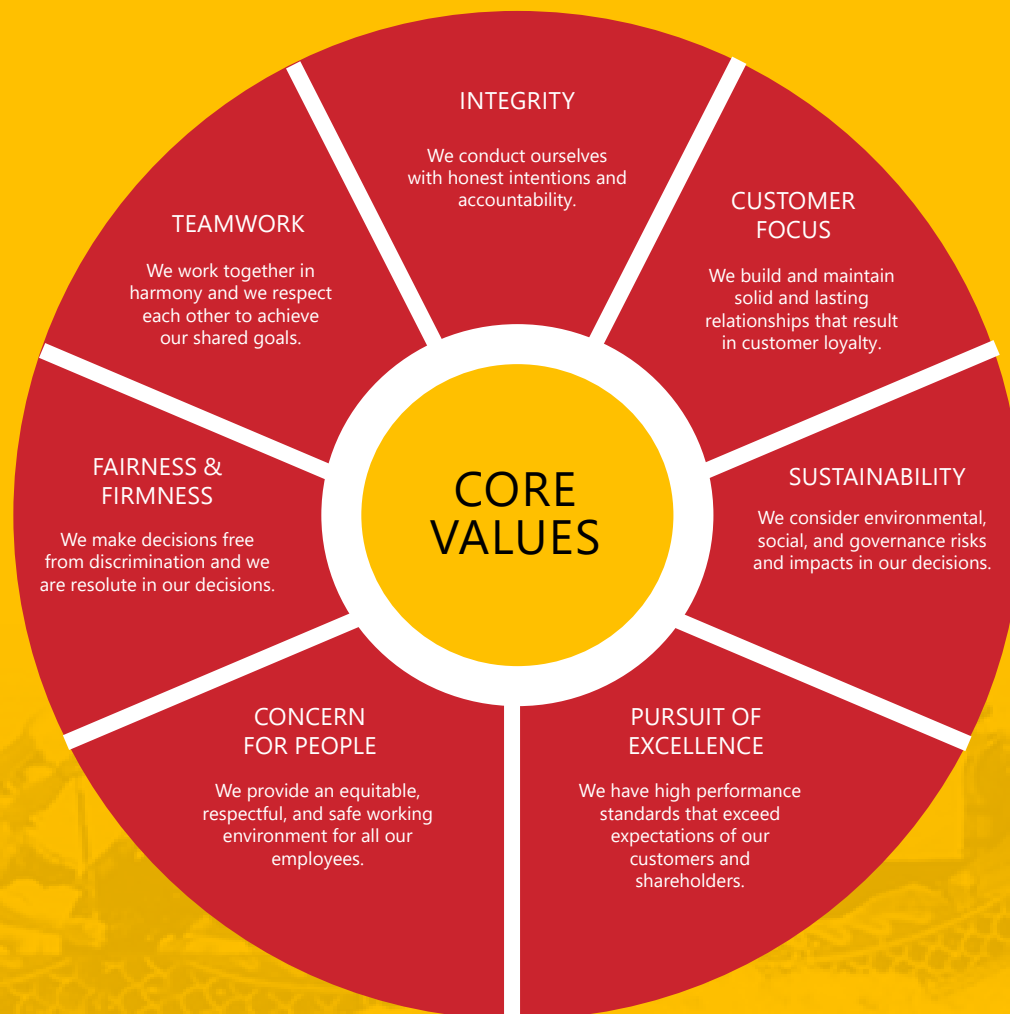 INTEGRITY
We conduct ourselves
with honest intentions and
accountability.
CUSTOMER
FOCUS
We build and maintain
solid and lasting
relationships that result
in customer loyalty.
SUSTAINABILITY
We consider environmental,
social, and governance risks
and impacts in our decisions.
PURSUIT OF
EXCELLENCE
We have high performance
standards that exceed
expectations of our
customers and
shareholders.
CONCERN
FOR PEOPLE
We provide an equitable,
respectful, and safe working
environment for all our
employees.
FAIRNESS &
FIRMNESS
We make decisions free
from discrimination and we
are resolute in our decisions.
TEAMWORK
We work together in
harmony and we respect
each other to achieve
our shared goals.
CORE
VALUES